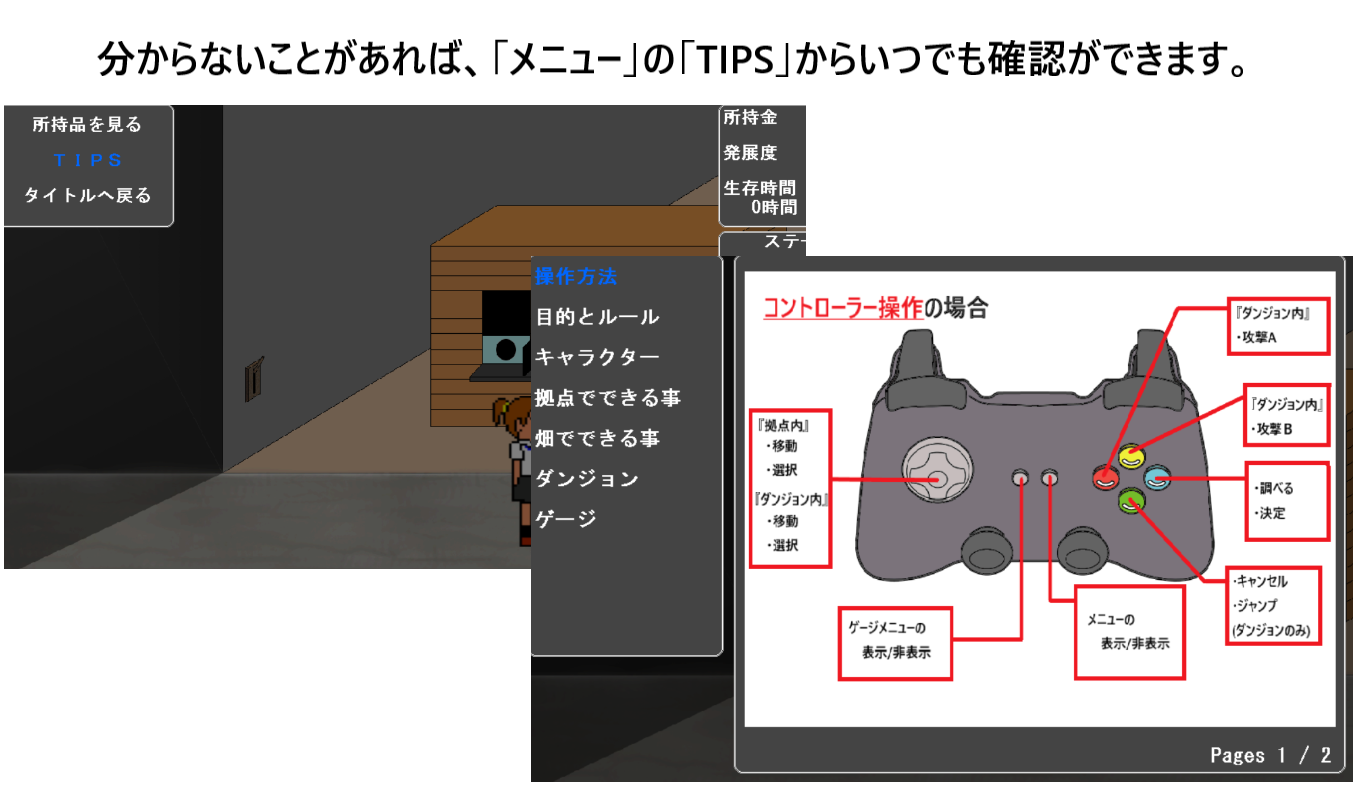 分からないことがあれば、「メニュー」の「TIPS」からいつでも確認ができます。
所持品を見る
ＴＩＰＳ
タイトルへ戻る
所持金
発展度
生存時間
0時間
ステー
操作方法
目的とルール
キャラクター
拠点でできる事
畑でできる事
ダンジョン
ゲージ
コントローラー操作の場合
『ダンジョン内』
・攻撃A
『ダンジョン内』
・攻撃B
『拠点内』
・移動
・選択
『ダンジョン内』
・移動
・選択
・調べる
・決定
・キャンセル
・ジャンプ
(ダンジョンのみ)
ゲージメニューの
表示/非表示
メニューの
表示/非表示
Pages 1 / 2